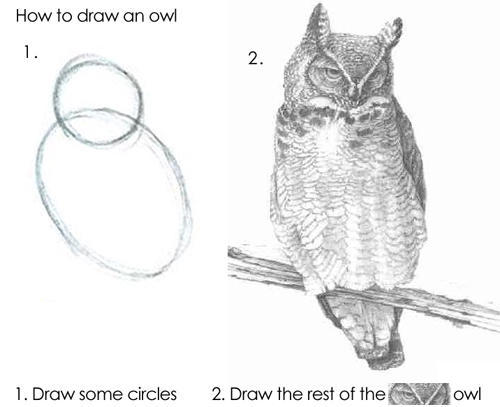 How to draw an owl
1.
2.
1. Draw some circles
2. Draw the rest of the owl